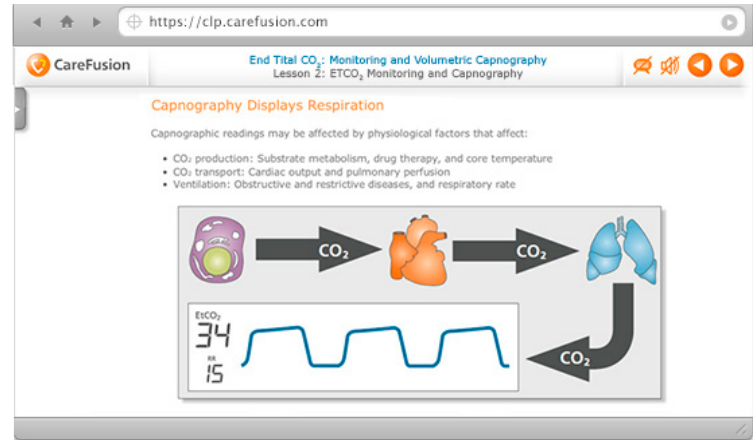 https://clp.carefusion.com
CareFusion
End Tital CO₂: Monitoring and Volumetric Capnography
Lesson 2: ETCO₂ Monitoring and Capnography
Capnography Displays Respiration
Capnographic readings may be affected by physiological factors that affect:
• CO₂ production: Substrate metabolism, drug therapy, and core temperature
• CO₂ transport: Cardiac output and pulmonary perfusion
• Ventilation: Obstructive and restrictive diseases, and respiratory rate
CO₂
CO₂
EtCO₂
34
RR
15
CO₂